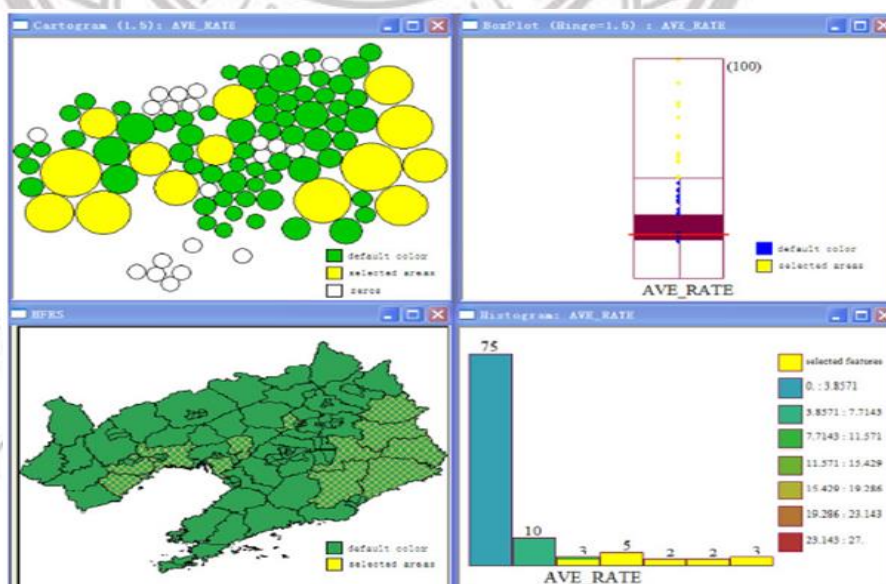 Cartogram (1.5): AVE_RATE
default color
selected areas
zeros
BoxPlot (Hinge=1.5) : AVE_RATE
(100)
default color
selected areas
AVE_RATE
HFRS
default color
selected areas
Histogram: AVE_RATE
75
10
3
5
2
2
3
AVE_RATE
selected features
0. : 3.8571
3.8571 : 7.7143
7.7143 : 11.571
11.571 : 15.429
15.429 : 19.286
19.286 : 23.143
23.143 : 27.